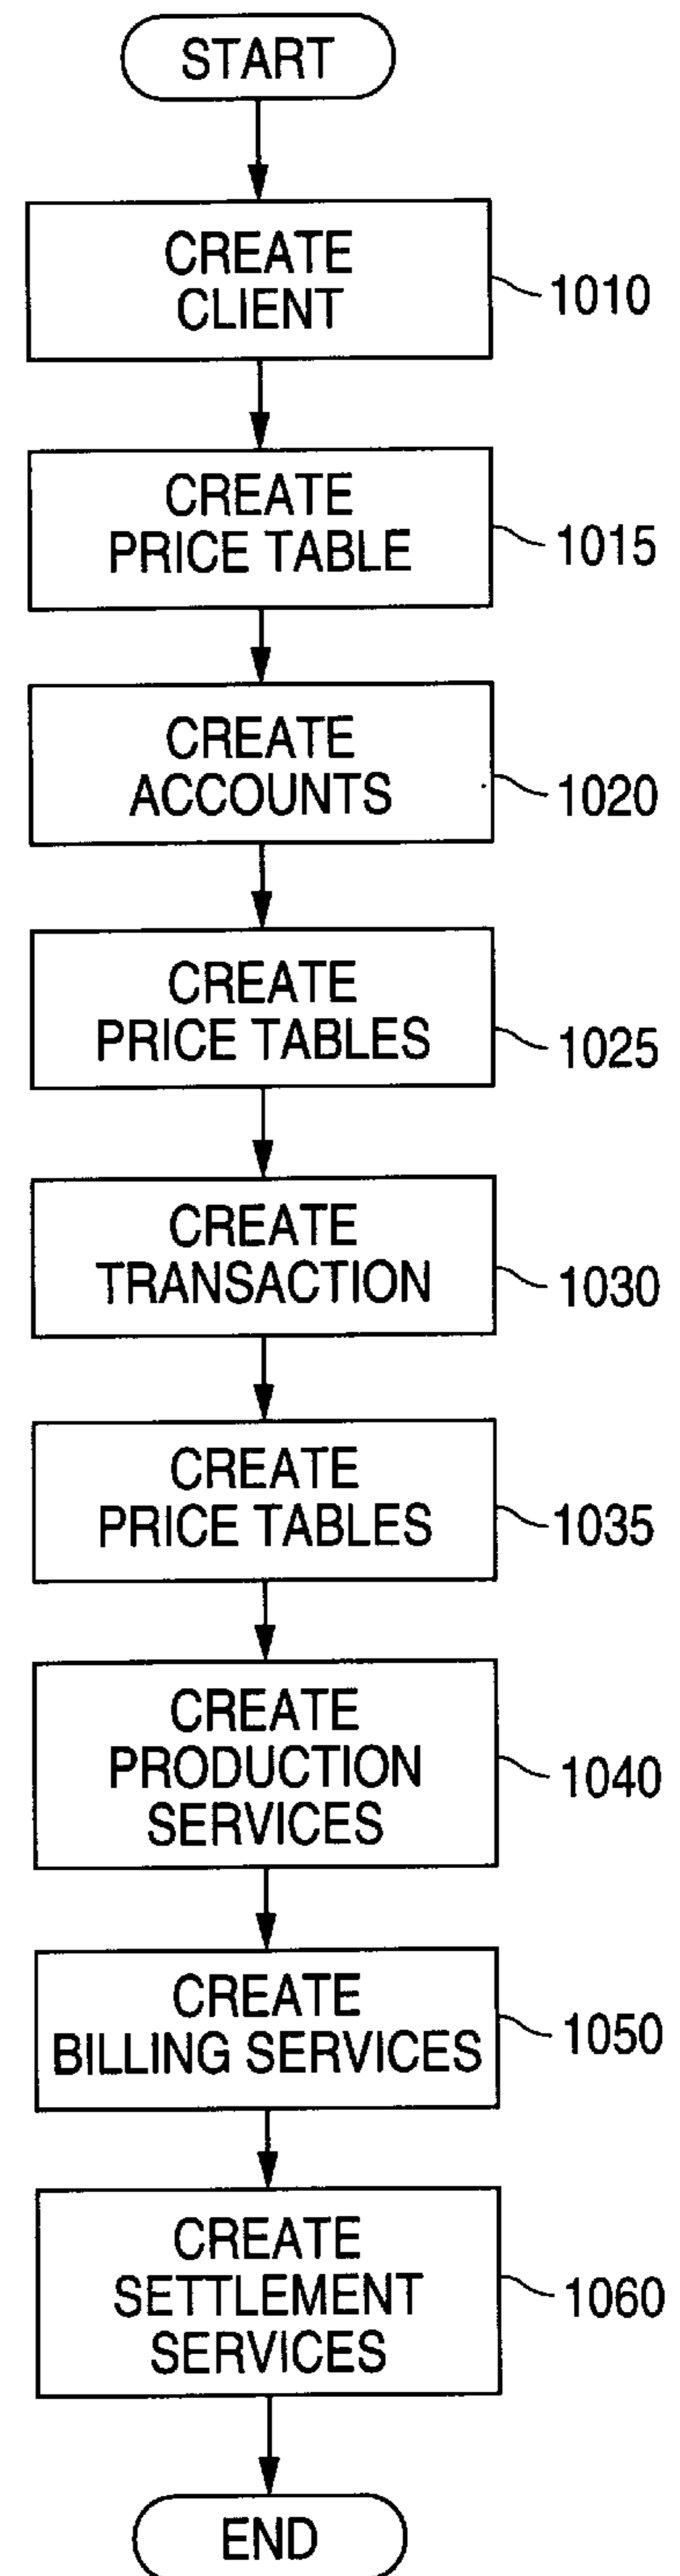 START
CREATE
CLIENT
1010
CREATE
PRICE TABLE
1015
CREATE
ACCOUNTS
1020
CREATE
PRICE TABLES
1025
CREATE
TRANSACTION
1030
CREATE
PRICE TABLES
1035
CREATE
PRODUCTION
SERVICES
1040
CREATE
BILLING SERVICES
1050
CREATE
SETTLEMENT
SERVICES
1060
END